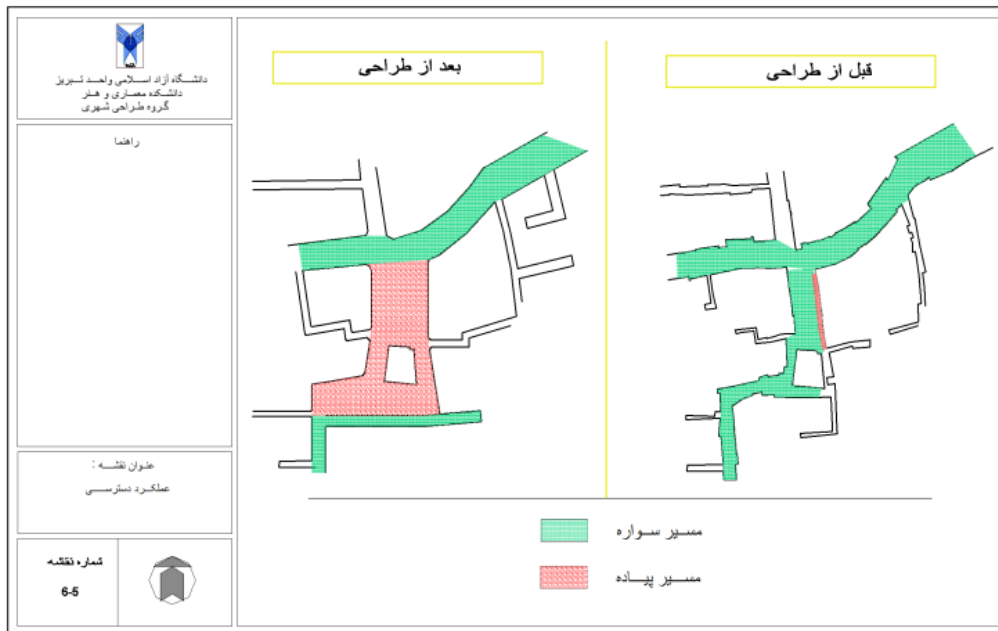 دانشگاه آزاد اسلامی واحد تبریز
دانشکده معماری و هنر
گروه طراحی شهری
راهنما
عنوان نقشه :
عملکرد دسترسی
شماره نقشه
6-5
قبل از طراحی
بعد از طراحی
مسیر سواره
مسیر پیاده